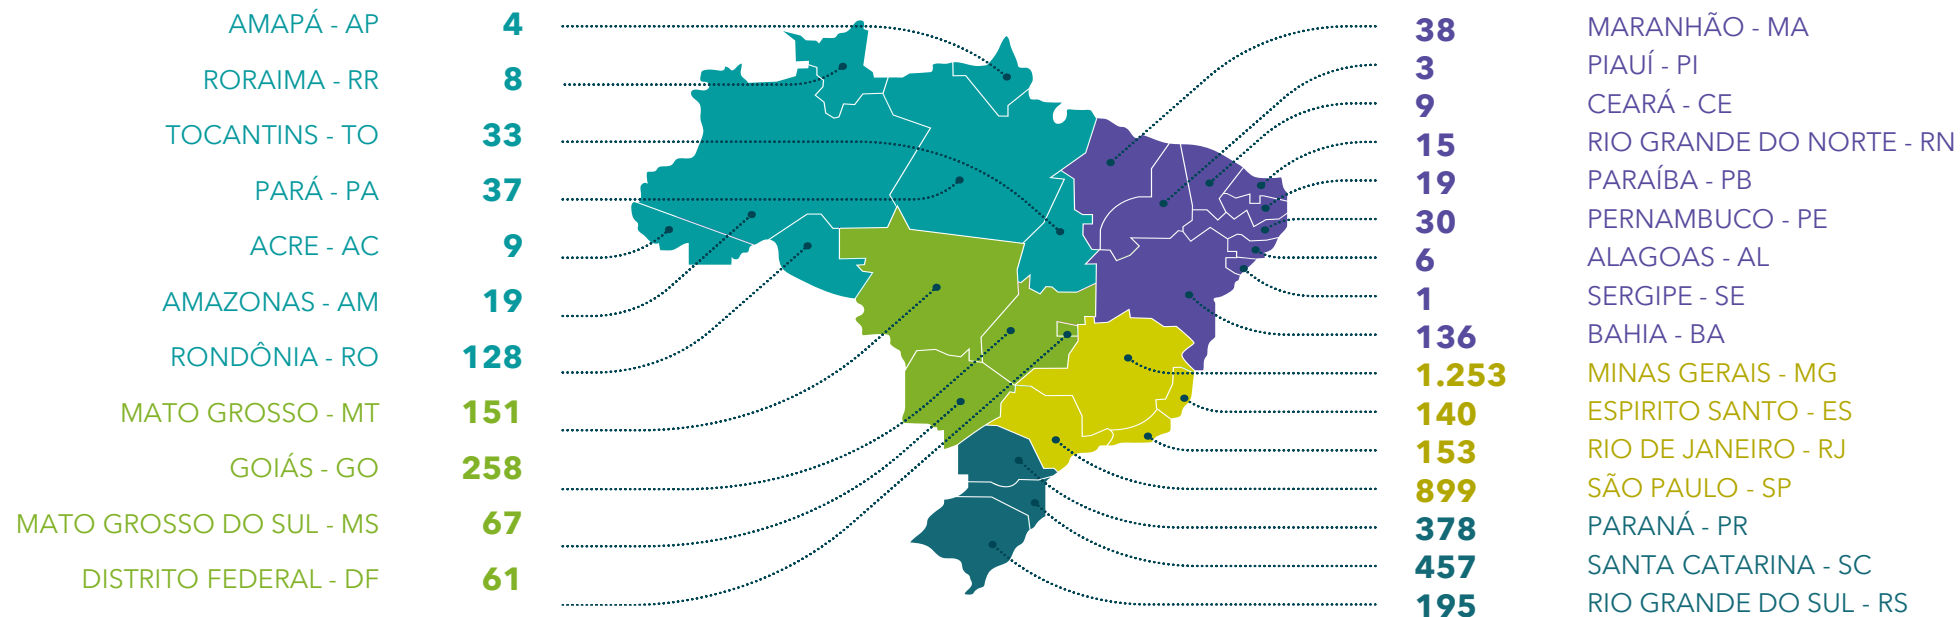 AMAPÁ - AP 4
RORAIMA - RR 8
TOCANTINS - TO 33
PARÁ - PA 37
ACRE - AC 9
AMAZONAS - AM 19
RONDÔNIA - RO 128
MATO GROSSO - MT 151
GOIÁS - GO 258
MATO GROSSO DO SUL - MS 67
DISTRITO FEDERAL - DF 61
38 MARANHÃO - MA
3 PIAUÍ - PI
9 CEARÁ - CE
15 RIO GRANDE DO NORTE - RN
19 PARAÍBA - PB
30 PERNAMBUCO - PE
6 ALAGOAS - AL
1 SERGIPE - SE
136 BAHIA - BA
1.253 MINAS GERAIS - MG
140 ESPIRITO SANTO - ES
153 RIO DE JANEIRO - RJ
899 SÃO PAULO - SP
378 PARANÁ - PR
457 SANTA CATARINA - SC
195 RIO GRANDE DO SUL - RS